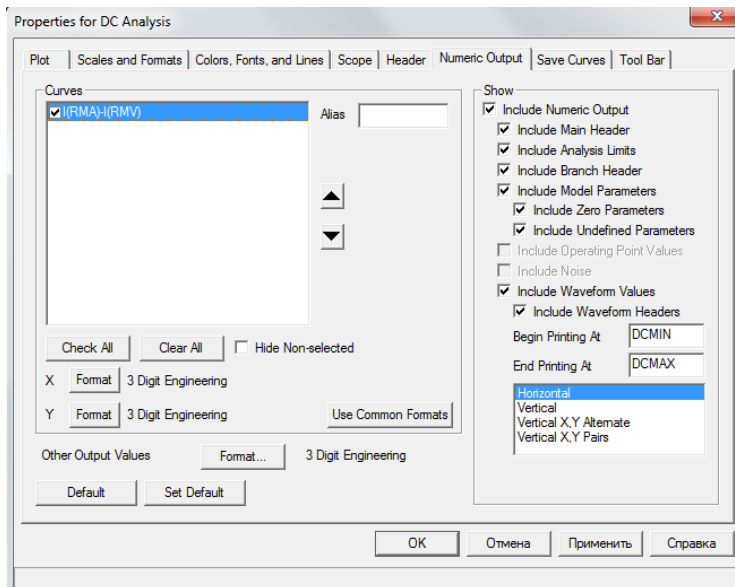 Properties for DC Analysis
Plot
Scales and Formats
Colors, Fonts, and Lines
Scope
Header
Numeric Output
Save Curves
Tool Bar
Curves
I(RMA)-I(RMV)
Alias
Check All
Clear All
Hide Non-selected
X Format 3 Digit Engineering
Y Format 3 Digit Engineering
Use Common Formats
Other Output Values Format... 3 Digit Engineering
Default
Set Default
Show
Include Numeric Output
Include Main Header
Include Analysis Limits
Include Branch Header
Include Model Parameters
Include Zero Parameters
Include Undefined Parameters
Include Operating Point Values
Include Noise
Include Waveform Values
Include Waveform Headers
Begin Printing At DCMIN
End Printing At DCMAX
Horizontal
Vertical
Vertical X,Y Alternate
Vertical X,Y Pairs
OK
Отмена
Применить
Справка